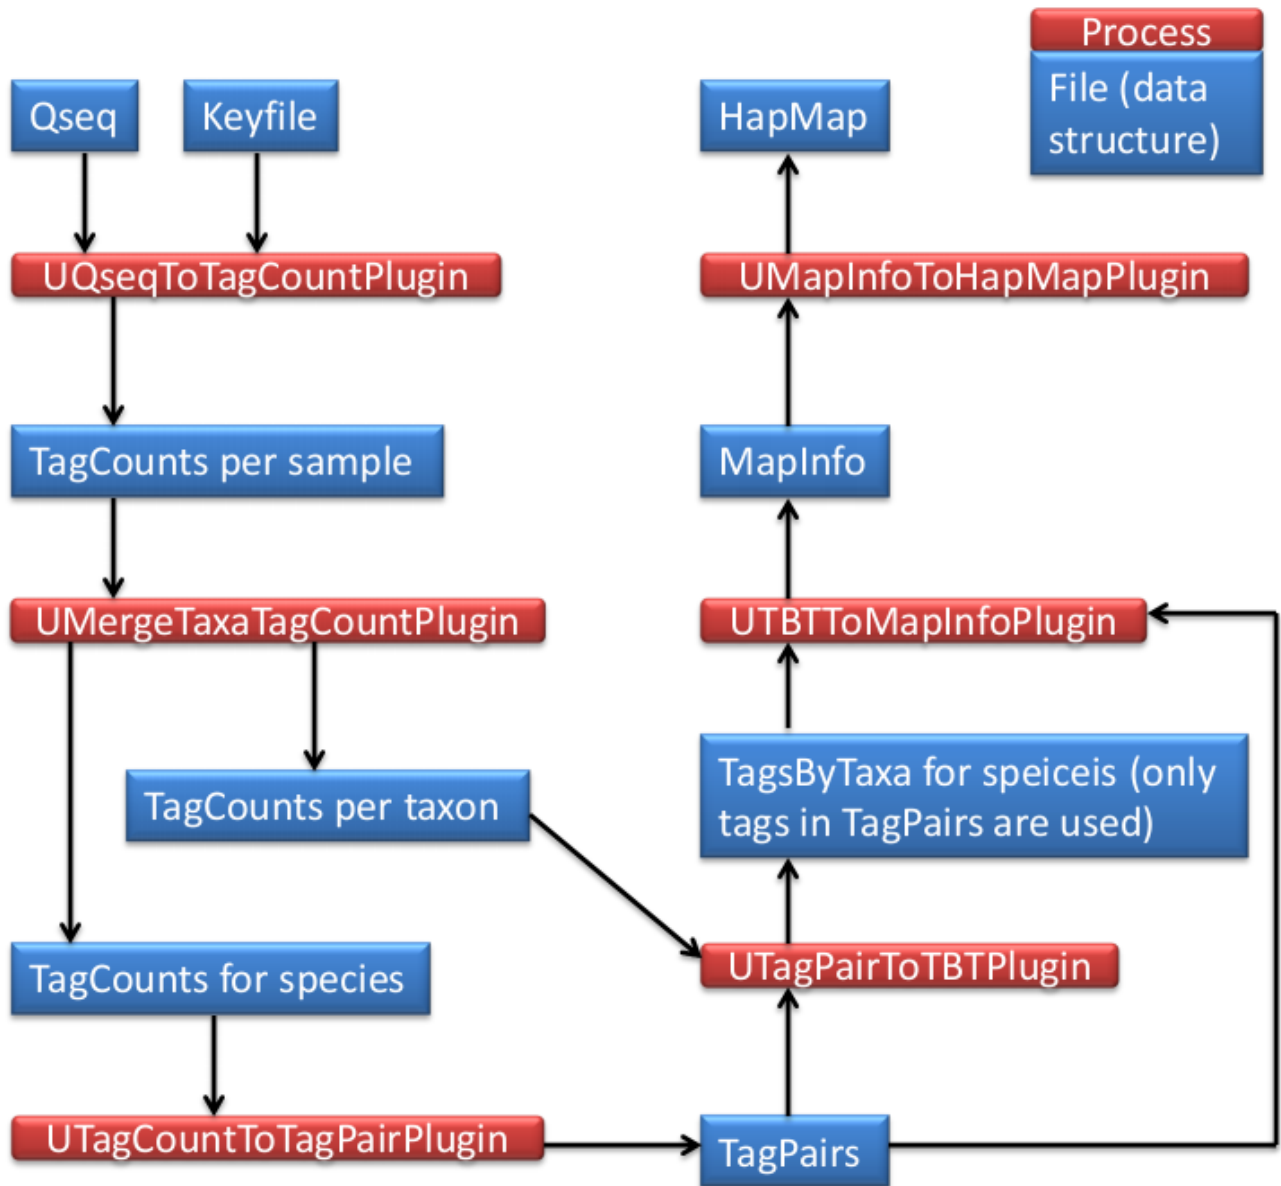 Process
File (data
structure)
Qseq
Keyfile
HapMap
UQseqToTagCountPlugin
UMapInfoToHapMapPlugin
TagCounts per sample
MapInfo
UMergeTaxaTagCountPlugin
UTBTToMapInfoPlugin
TagCounts per taxon
TagsByTaxa for speiceis (only
tags in TagPairs are used)
TagCounts for species
UTagPairToTBTPlugin
UTagCountToTagPairPlugin
TagPairs